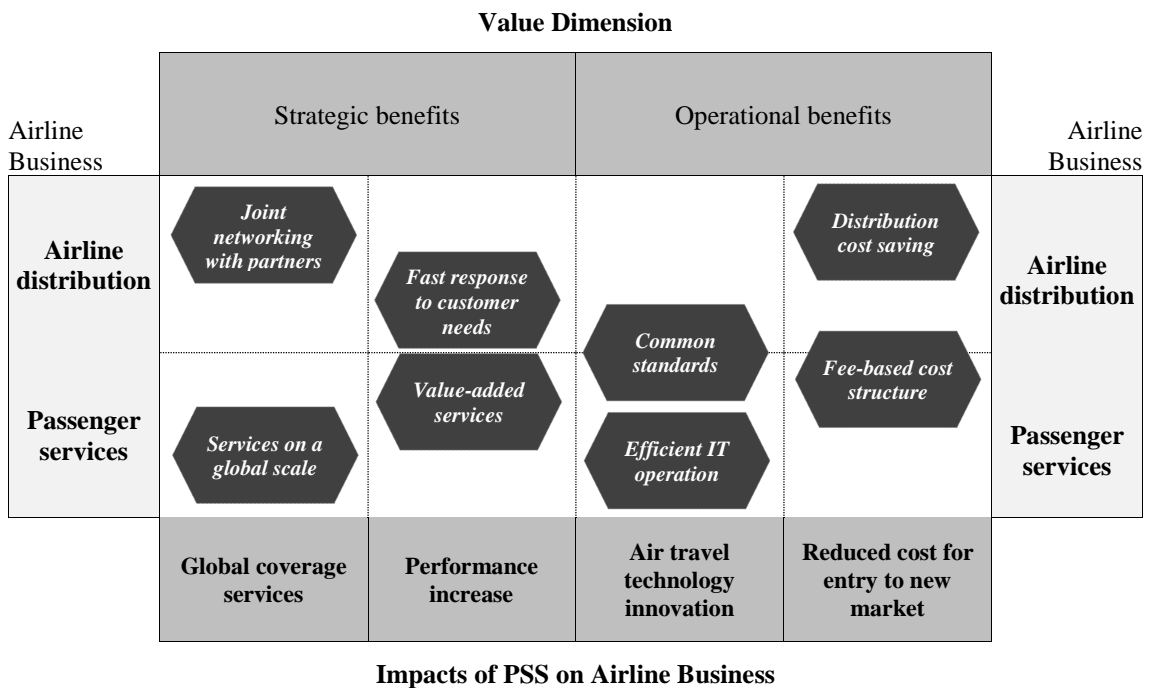 Value Dimension
Strategic benefits
Operational benefits
Airline
Business
Airline
Business
Airline
distribution
Joint
networking
with partners
Fast response
to customer
needs
Common
standards
Distribution
cost saving
Airline
distribution
Passenger
services
Services on a
global scale
Value-added
services
Efficient IT
operation
Fee-based cost
structure
Passenger
services
Global coverage
services
Performance
increase
Air travel
technology
innovation
Reduced cost for
entry to new
market
Impacts of PSS on Airline Business